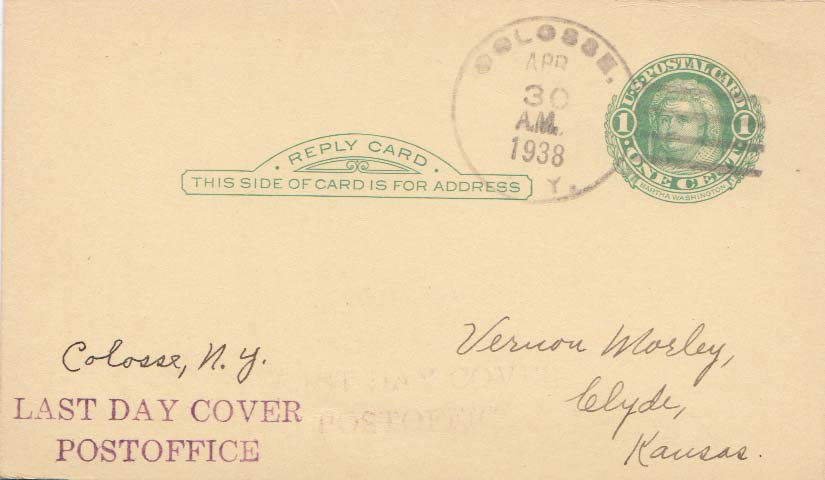 COLOSSE,
APR
30
A.M.
1938
Y.
U.S. POSTAL CARD
1 1
ONE CENT
MARTHA WASHINGTON
REPLY CARD
THIS SIDE OF CARD IS FOR ADDRESS
Vernon Morley,
Clyde,
Kansas.
Colosse, N.Y.
LAST DAY COVER
POSTOFFICE